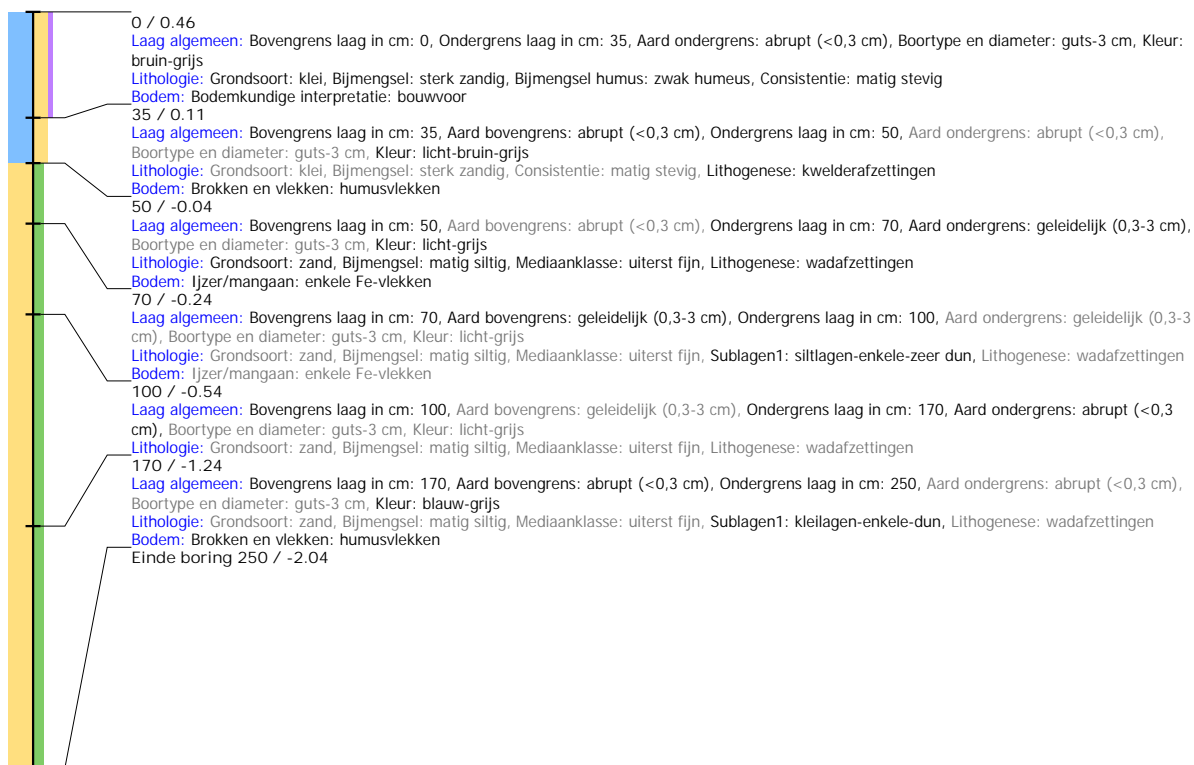 0 / 0.46
Laag algemeen: Bovengrens laag in cm: 0, Ondergrens laag in cm: 35, Aard ondergrens: abrupt (<0,3 cm), Boortype en diameter: guts-3 cm, Kleur:
bruin-grijs
Lithologie: Grondsoort: klei, Bijmengsel: sterk zandig, Bijmengsel humus: zwak humeus, Consistentie: matig stevig
Bodem: Bodemkundige interpretatie: bouwvoor
35 / 0.11
Laag algemeen: Bovengrens laag in cm: 35, Aard bovengrens: abrupt (<0,3 cm), Ondergrens laag in cm: 50, Aard ondergrens: abrupt (<0,3 cm),
Boortype en diameter: guts-3 cm, Kleur: licht-bruin-grijs
Lithologie: Grondsoort: klei, Bijmengsel: sterk zandig, Consistentie: matig stevig, Lithogenese: kwelderafzettingen
Bodem: Brokken en vlekken: humusvlekken
50 / -0.04
Laag algemeen: Bovengrens laag in cm: 50, Aard bovengrens: abrupt (<0,3 cm), Ondergrens laag in cm: 70, Aard ondergrens: geleidelijk (0,3-3 cm),
Boortype en diameter: guts-3 cm, Kleur: licht-grijs
Lithologie: Grondsoort: zand, Bijmengsel: matig siltig, Mediaanklasse: uiterst fijn, Lithogenese: wadafzettingen
Bodem: Ijzer/mangaan: enkele Fe-vlekken
70 / -0.24
Laag algemeen: Bovengrens laag in cm: 70, Aard bovengrens: geleidelijk (0,3-3 cm), Ondergrens laag in cm: 100, Aard ondergrens: geleidelijk (0,3-3
cm), Boortype en diameter: guts-3 cm, Kleur: licht-grijs
Lithologie: Grondsoort: zand, Bijmengsel: matig siltig, Mediaanklasse: uiterst fijn, Sublagen1: siltlagen-enkele-zeer dun, Lithogenese: wadafzettingen
Bodem: Ijzer/mangaan: enkele Fe-vlekken
100 / -0.54
Laag algemeen: Bovengrens laag in cm: 100, Aard bovengrens: geleidelijk (0,3-3 cm), Ondergrens laag in cm: 170, Aard ondergrens: abrupt (<0,3
cm), Boortype en diameter: guts-3 cm, Kleur: licht-grijs
Lithologie: Grondsoort: zand, Bijmengsel: matig siltig, Mediaanklasse: uiterst fijn, Lithogenese: wadafzettingen
170 / -1.24
Laag algemeen: Bovengrens laag in cm: 170, Aard bovengrens: abrupt (<0,3 cm), Ondergrens laag in cm: 250, Aard ondergrens: abrupt (<0,3 cm),
Boortype en diameter: guts-3 cm, Kleur: blauw-grijs
Lithologie: Grondsoort: zand, Bijmengsel: matig siltig, Mediaanklasse: uiterst fijn, Sublagen1: kleilagen-enkele-dun, Lithogenese: wadafzettingen
Bodem: Brokken en vlekken: humusvlekken
Einde boring 250 / -2.04